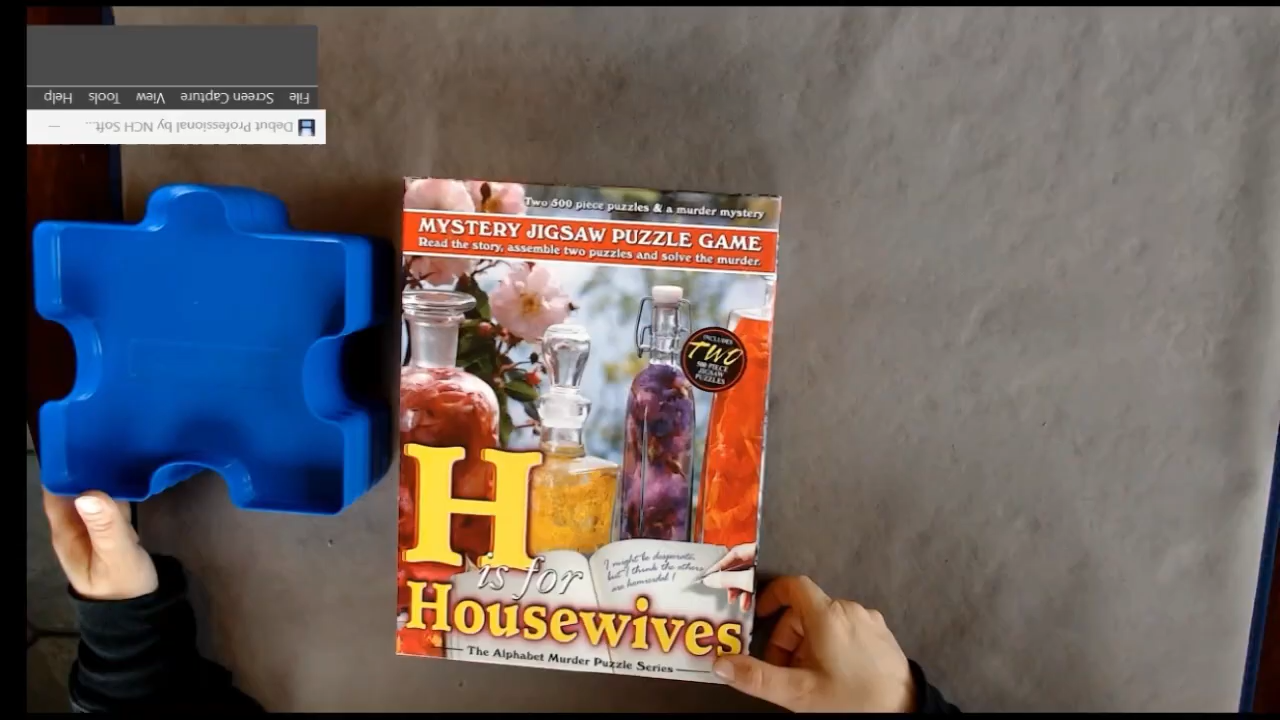 Help Tools View Screen Capture File
Debut Professional by NCH Soft...
Two 500 piece puzzles & a murder mystery
MYSTERY JIGSAW PUZZLE GAME
Read the story, assemble two puzzles and solve the murder.
INCLUDES
TWO
500 PIECE
JIGSAW
PUZZLES
H
is for
Housewives
I might be desperate,
but I think the others
are homicidal!
The Alphabet Murder Puzzle Series